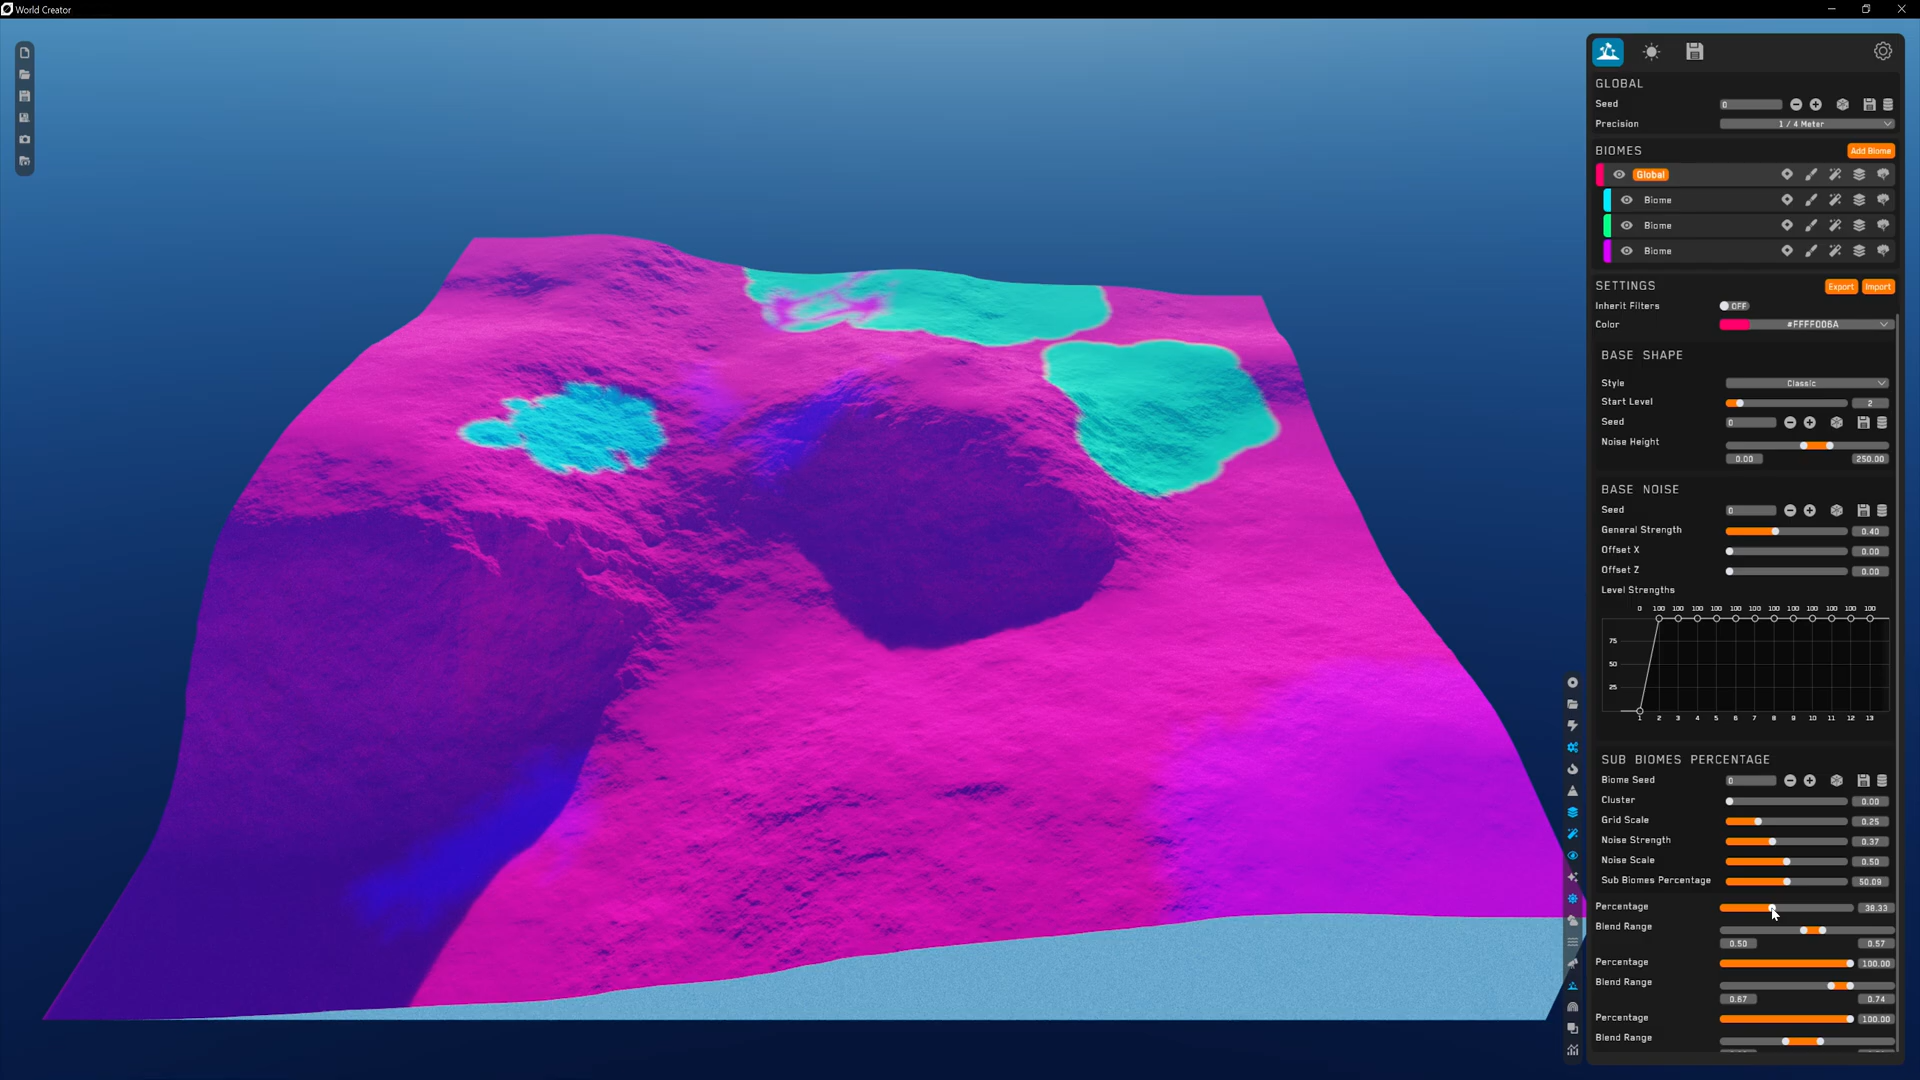 World Creator
GLOBAL
Seed 0
Precision 1 / 4 Meter
BIOMES Add Biome
Global
Biome
Biome
Biome
SETTINGS Export Import
Inherit Filters OFF
Color #FFFF006A
BASE SHAPE
Style Classic
Start Level 2
Seed 0
Noise Height
0.00 250.00
BASE NOISE
Seed 0
General Strength 0.40
Offset X 0.00
Offset Z 0.00
Level Strengths
0 100 100 100 100 100 100 100 100 100 100 100 100
75
50
25
1 2 3 4 5 6 7 8 9 10 11 12 13
SUB BIOMES PERCENTAGE
Biome Seed 0
Cluster 0.00
Grid Scale 0.25
Noise Strength 0.37
Noise Scale 0.50
Sub Biomes Percentage 50.09
Percentage 38.33
Blend Range
0.50 0.57
Percentage 100.00
Blend Range
0.67 0.74
Percentage 100.00
Blend Range